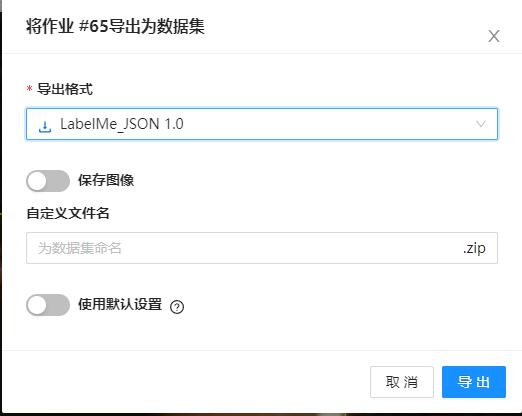 将作业 #65导出为数据集
* 导出格式
LabelMe_JSON 1.0
保存图像
自定义文件名
为数据集命名 .zip
使用默认设置
取 消 导 出